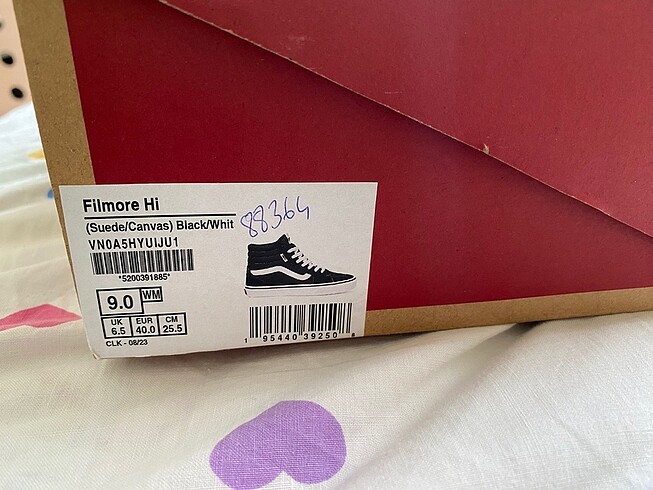 Filmore Hi
88364
(Suede/Canvas) Black/Whit
VN0A5HYUIJU1
*5200391885*
9.0 WM
UK EUR CM
6.5 40.0 25.5
CLK - 08/23
1 95440 39250 8